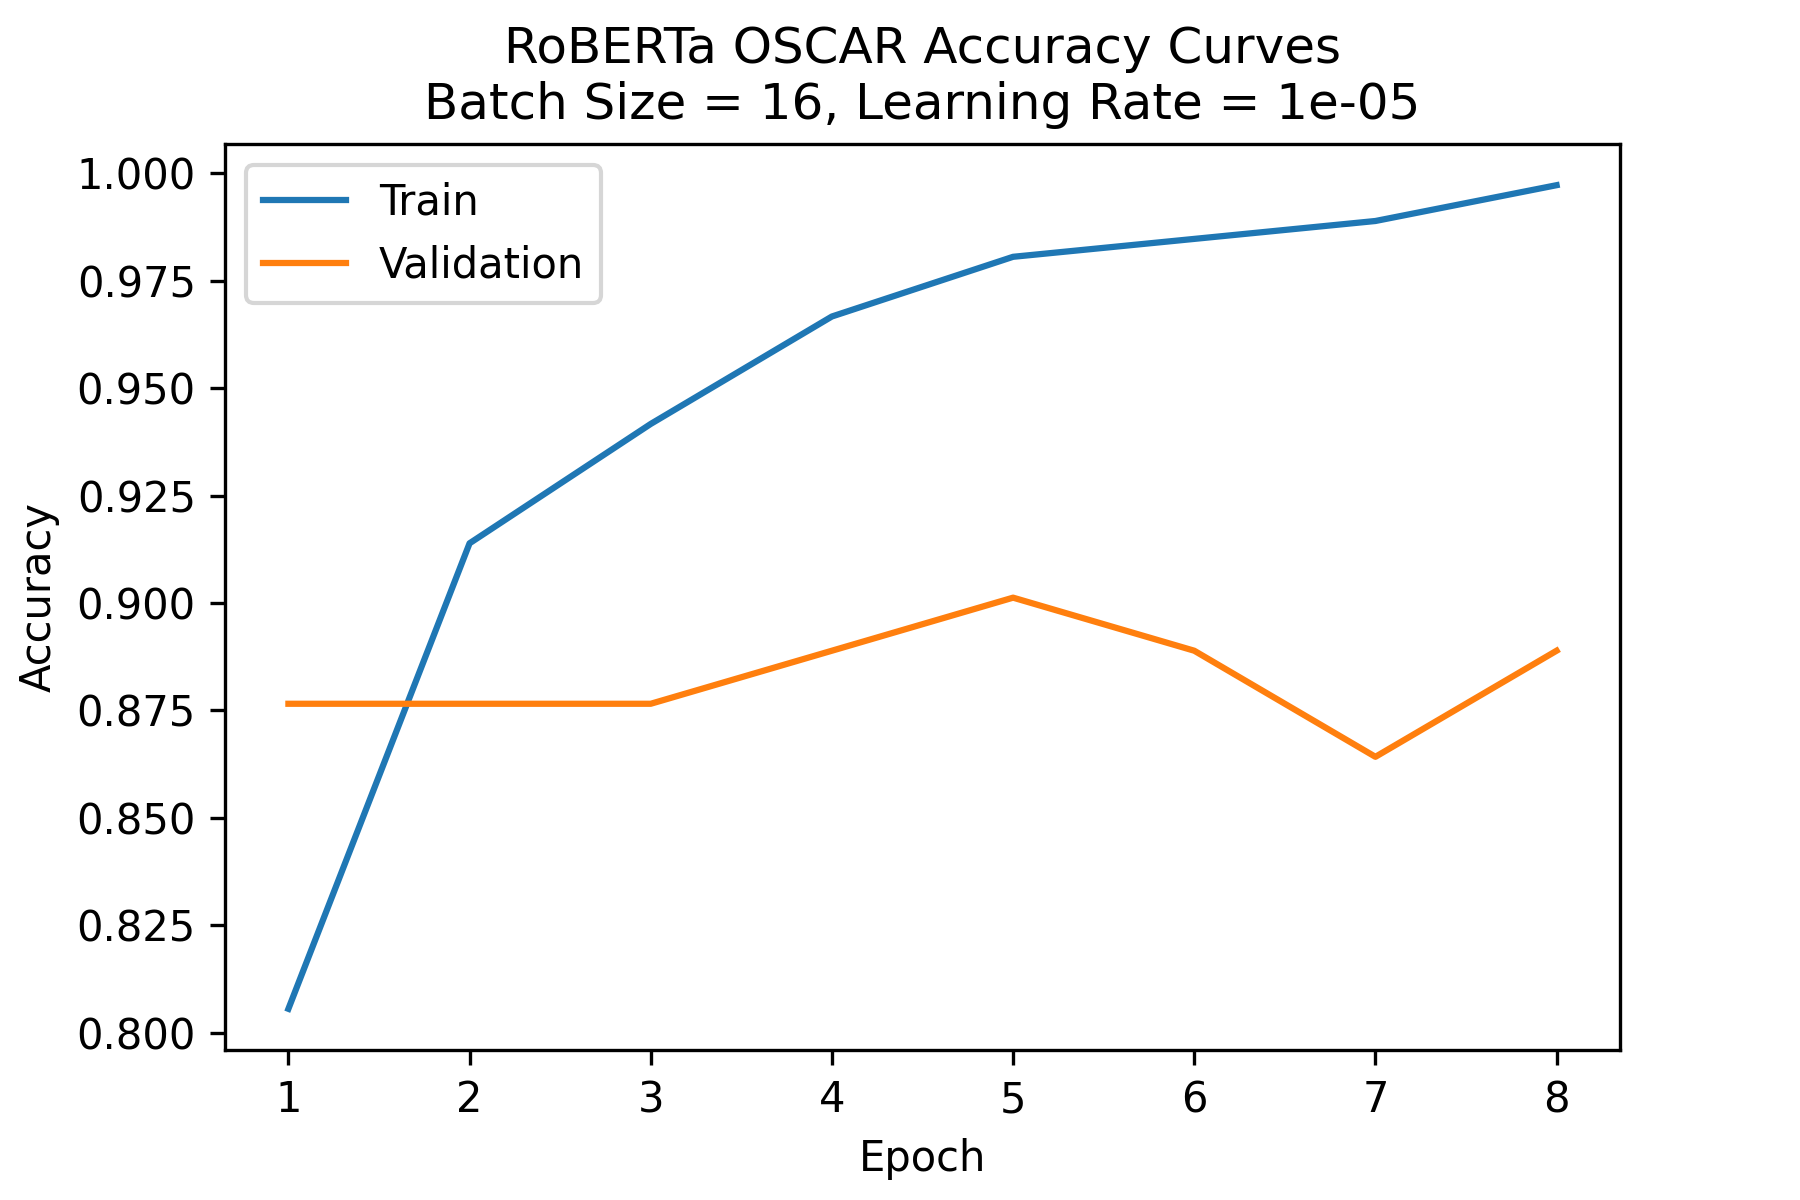 RoBERTa OSCAR Accuracy Curves
Batch Size = 16, Learning Rate = 1e-05
Train
Validation
1.000
0.975
0.950
0.925
0.900
0.875
0.850
0.825
0.800
Accuracy
1 2 3 4 5 6 7 8
Epoch